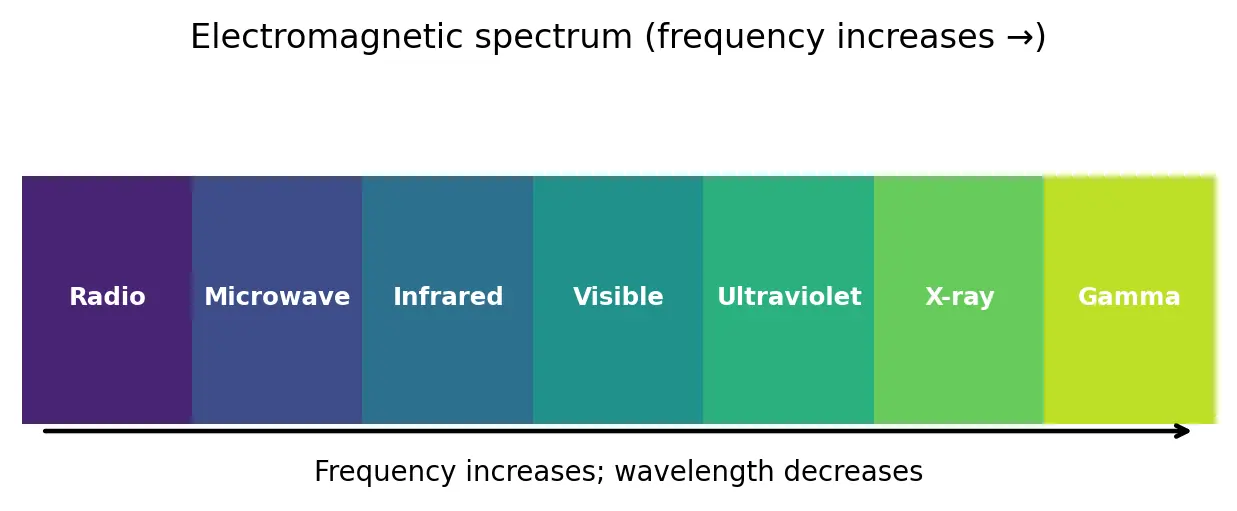 Electromagnetic spectrum (frequency increases →)
Radio Microwave Infrared Visible Ultraviolet X-ray Gamma
Frequency increases; wavelength decreases